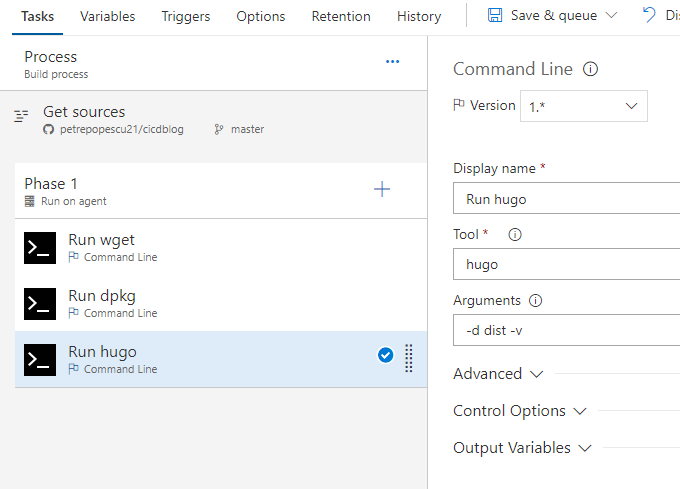 Tasks Variables Triggers Options Retention History Save & queue
Process
Build process
Get sources
petrepopescu21/cicdblog master
Phase 1
Run on agent
Run wget
Command Line
Run dpkg
Command Line
Run hugo
Command Line
Command Line
Version 1.*
Display name *
Run hugo
Tool *
hugo
Arguments
-d dist -v
Advanced
Control Options
Output Variables